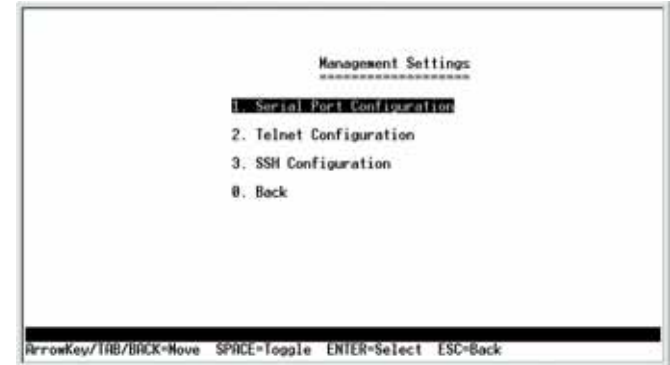 Management Settings
===================
1. Serial Port Configuration
2. Telnet Configuration
3. SSH Configuration
0. Back
ArrowKey/TAB/BACK=Move  SPACE=Toggle  ENTER=Select  ESC=Back